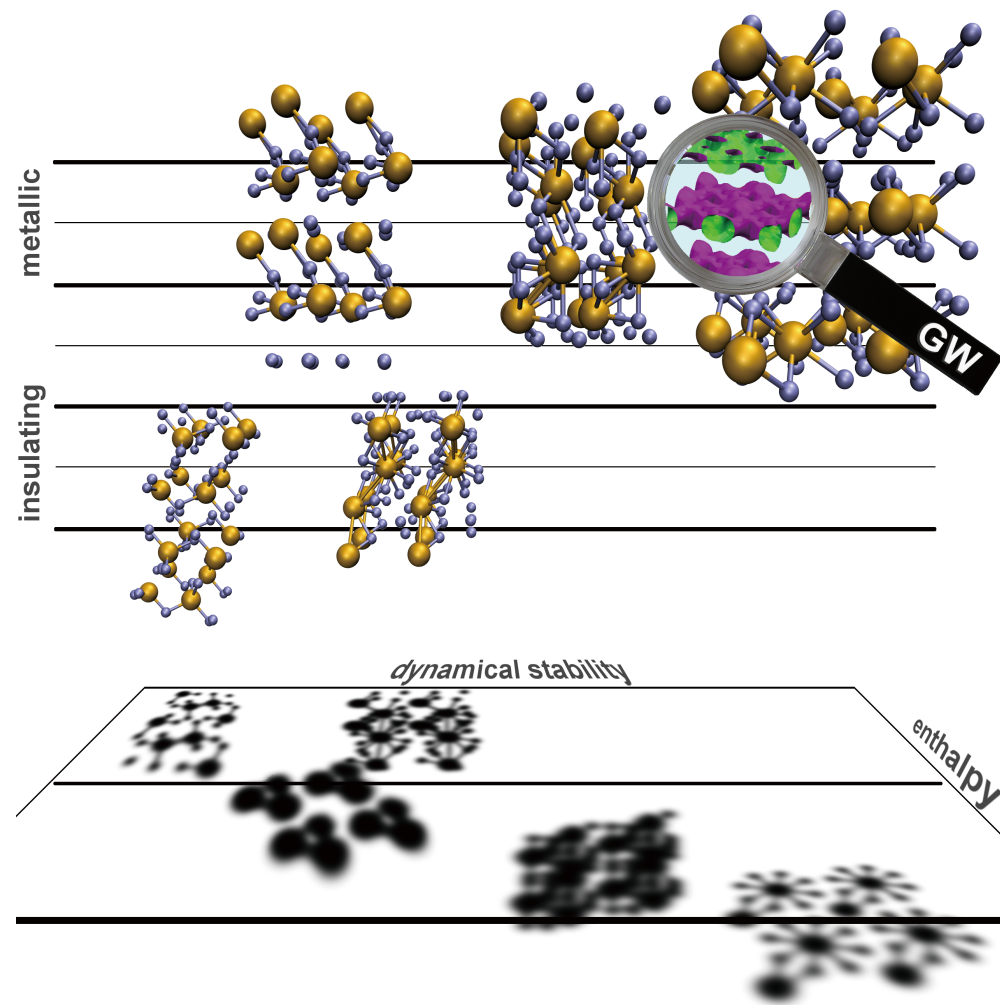 metallic
GW
insulating
dynamical stability
enthalpy